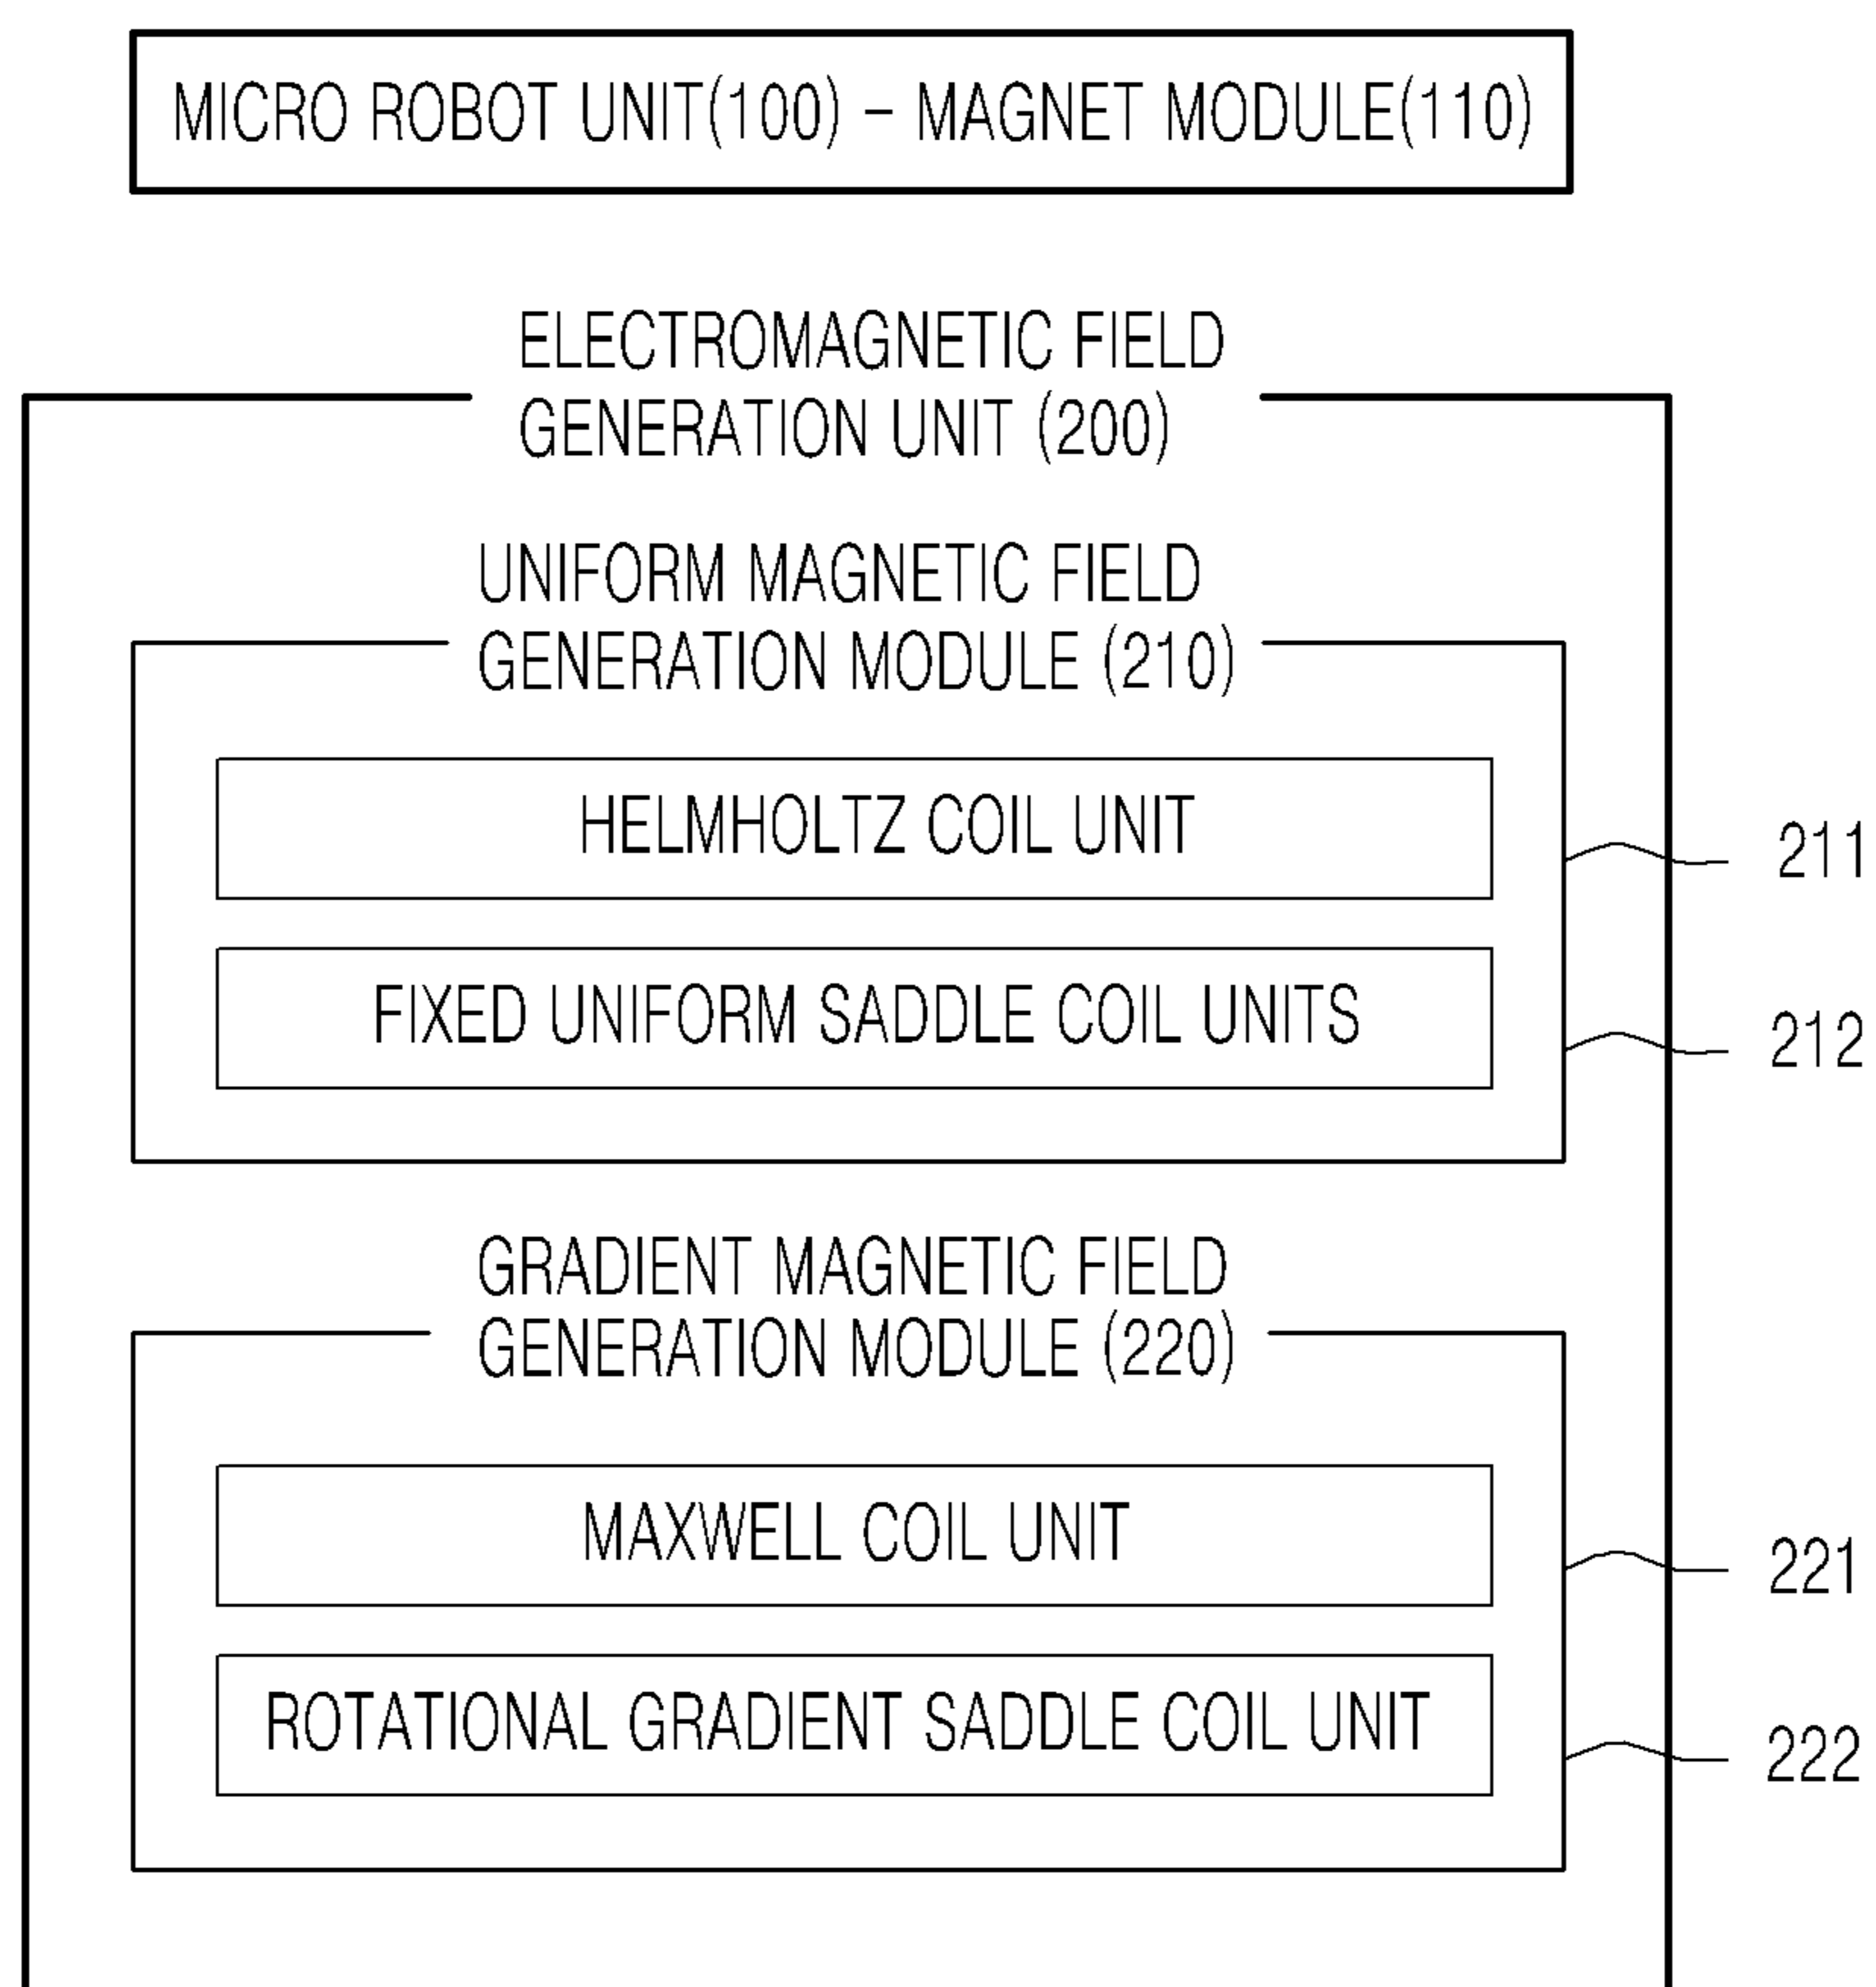 MICRO ROBOT UNIT(100) – MAGNET MODULE(110)
ELECTROMAGNETIC FIELD
GENERATION UNIT (200)
UNIFORM MAGNETIC FIELD
GENERATION MODULE (210)
HELMHOLTZ COIL UNIT
211
FIXED UNIFORM SADDLE COIL UNITS
212
GRADIENT MAGNETIC FIELD
GENERATION MODULE (220)
MAXWELL COIL UNIT
221
ROTATIONAL GRADIENT SADDLE COIL UNIT
222